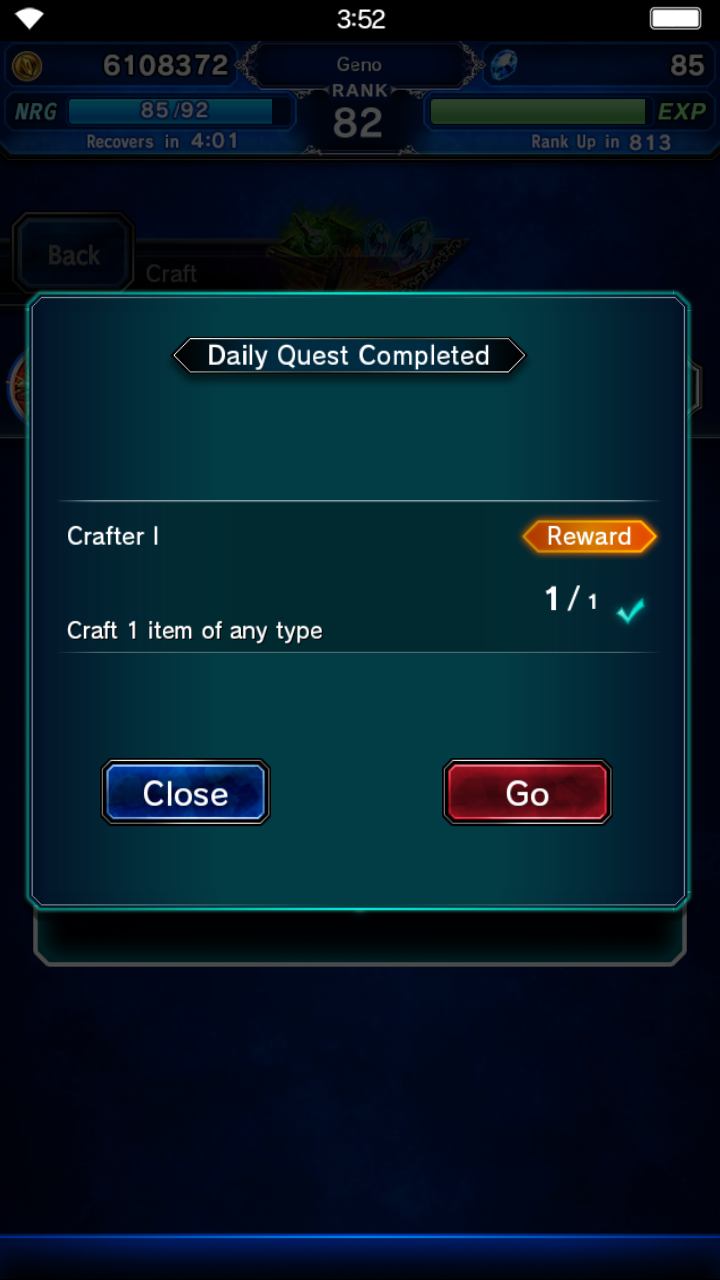 3:52
6108372
Geno
85
RANK
82
NRG
85/92
EXP
Recovers in 4:01
Rank Up in 813
Back
Craft
Daily Quest Completed
Crafter I
Reward
1/1
Craft 1 item of any type
Close
Go